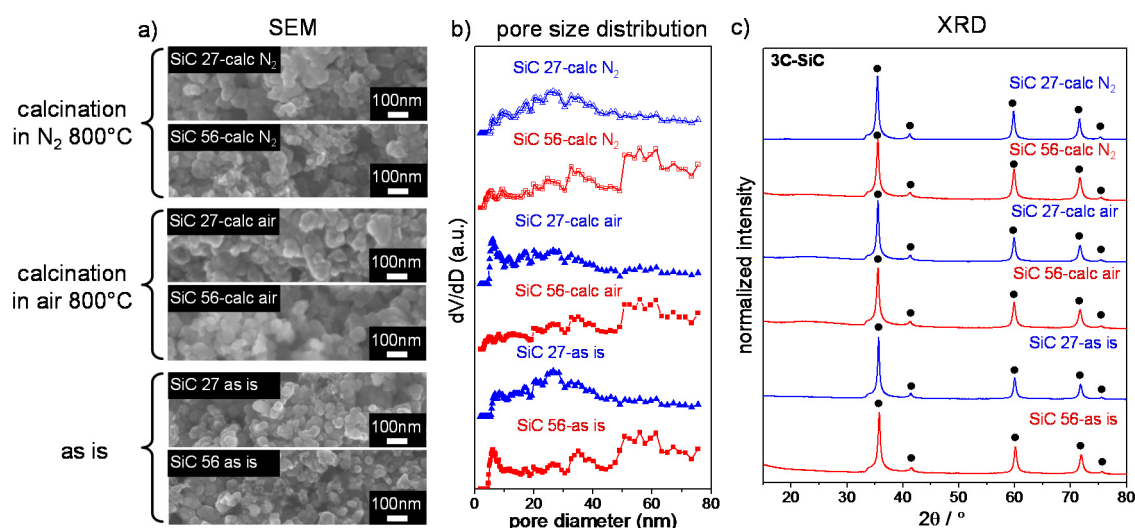 a)
SEM
calcination
in N₂ 800°C
SiC 27-calc N₂
100nm
SiC 56-calc N₂
100nm
calcination
in air 800°C
SiC 27-calc air
100nm
SiC 56-calc air
100nm
as is
SiC 27 as is
100nm
SiC 56 as is
100nm
b)
pore size distribution
SiC 27-calc N₂
SiC 56-calc N₂
SiC 27-calc air
SiC 56-calc air
SiC 27-as is
SiC 56-as is
dV/dD (a.u.)
0 20 40 60 80
pore diameter (nm)
c)
XRD
3C-SiC
SiC 27-calc N₂
SiC 56-calc N₂
SiC 27-calc air
SiC 56-calc air
SiC 27-as is
SiC 56-as is
normalized intensity
20 30 40 50 60 70 80
2θ / °